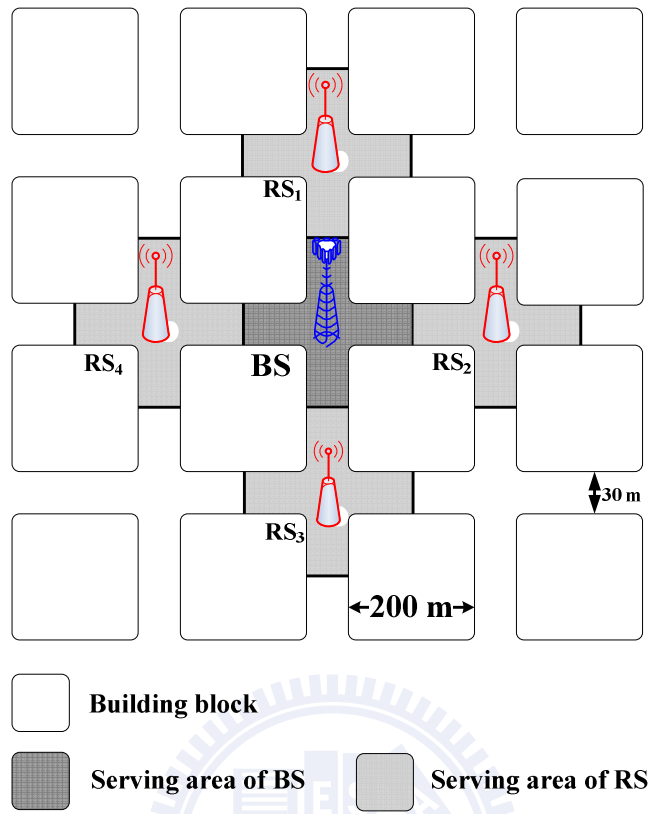 RS1
RS4
BS
RS2
RS3
30 m
200 m
Building block
Serving area of BS
Serving area of RS